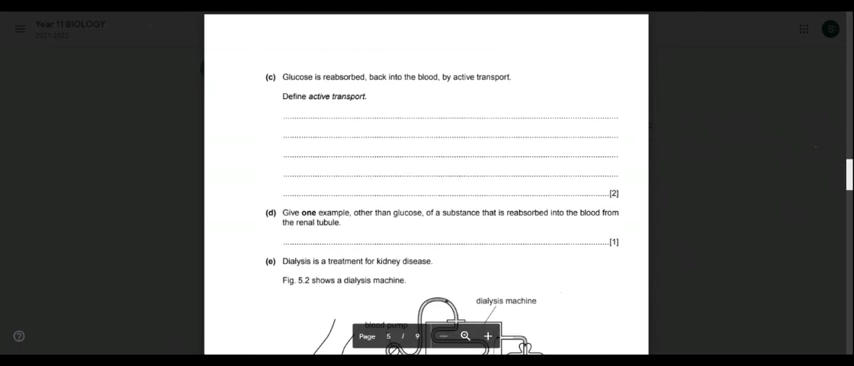 Year 11 BIOLOGY
2021-2022
S
(c) Glucose is reabsorbed, back into the blood, by active transport.
Define active transport.
[2]
(d) Give one example, other than glucose, of a substance that is reabsorbed into the blood from
the renal tubule.
[1]
(e) Dialysis is a treatment for kidney disease.
Fig. 5.2 shows a dialysis machine.
dialysis machine
blood pump
Page 5 / 9